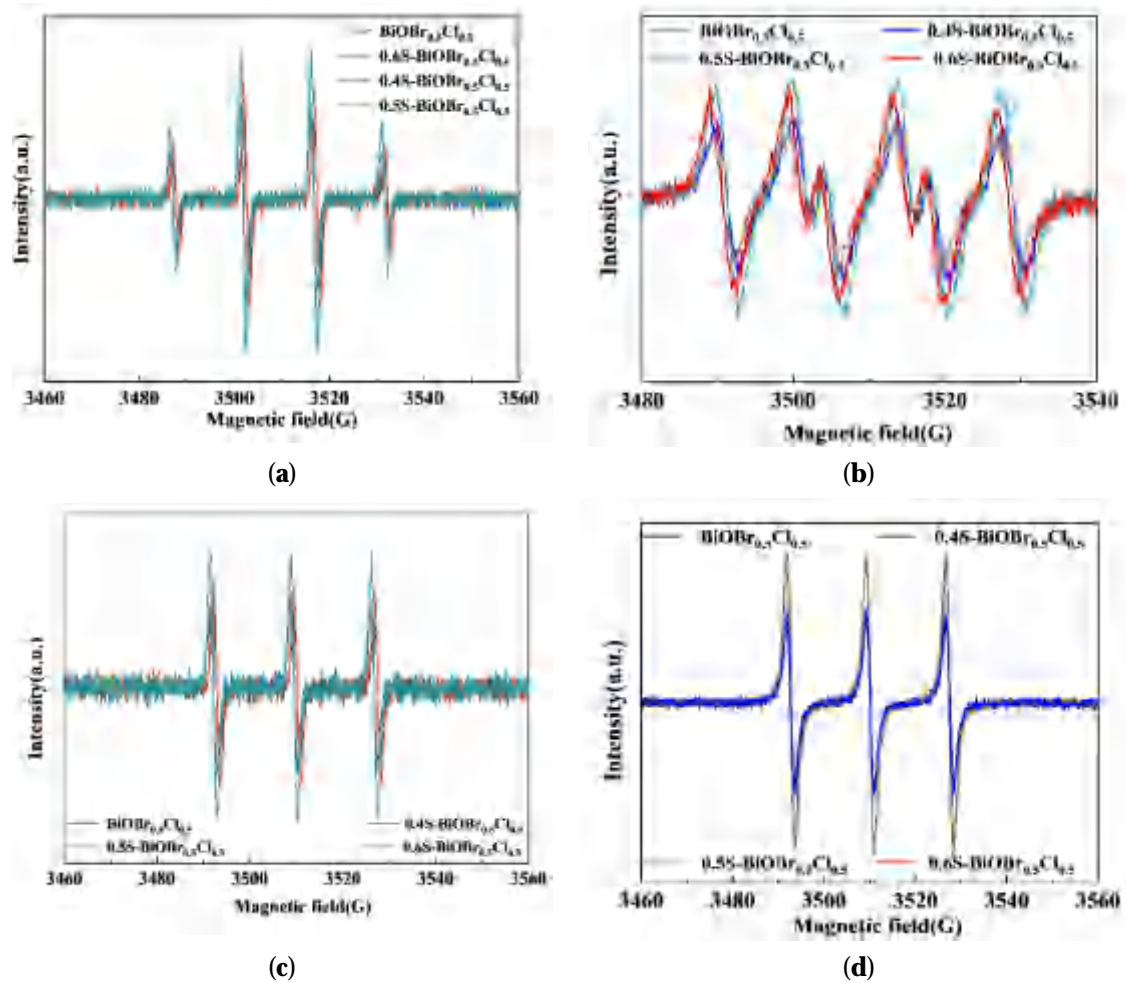 BiOBr₀.₅Cl₀.₅
0.6S-BiOBr₀.₅Cl₀.₅
0.4S-BiOBr₀.₅Cl₀.₅
0.5S-BiOBr₀.₅Cl₀.₅
Intensity(a.u.)
3460 3480 3500 3520 3540 3560
Magnetic field(G)
(a)
BiOBr₀.₅Cl₀.₅ 0.4S-BiOBr₀.₅Cl₀.₅
0.5S-BiOBr₀.₅Cl₀.₅ 0.6S-BiOBr₀.₅Cl₀.₅
Intensity(a.u.)
3480 3500 3520 3540
Magnetic field(G)
(b)
Intensity(a.u.)
BiOBr₀.₅Cl₀.₅ 0.4S-BiOBr₀.₅Cl₀.₅
0.5S-BiOBr₀.₅Cl₀.₅ 0.6S-BiOBr₀.₅Cl₀.₅
3460 3480 3500 3520 3540 3560
Magnetic field(G)
(c)
BiOBr₀.₅Cl₀.₅ 0.4S-BiOBr₀.₅Cl₀.₅
Intensity(a.u.)
0.5S-BiOBr₀.₅Cl₀.₅ 0.6S-BiOBr₀.₅Cl₀.₅
3460 3480 3500 3520 3540 3560
Magnetic field(G)
(d)